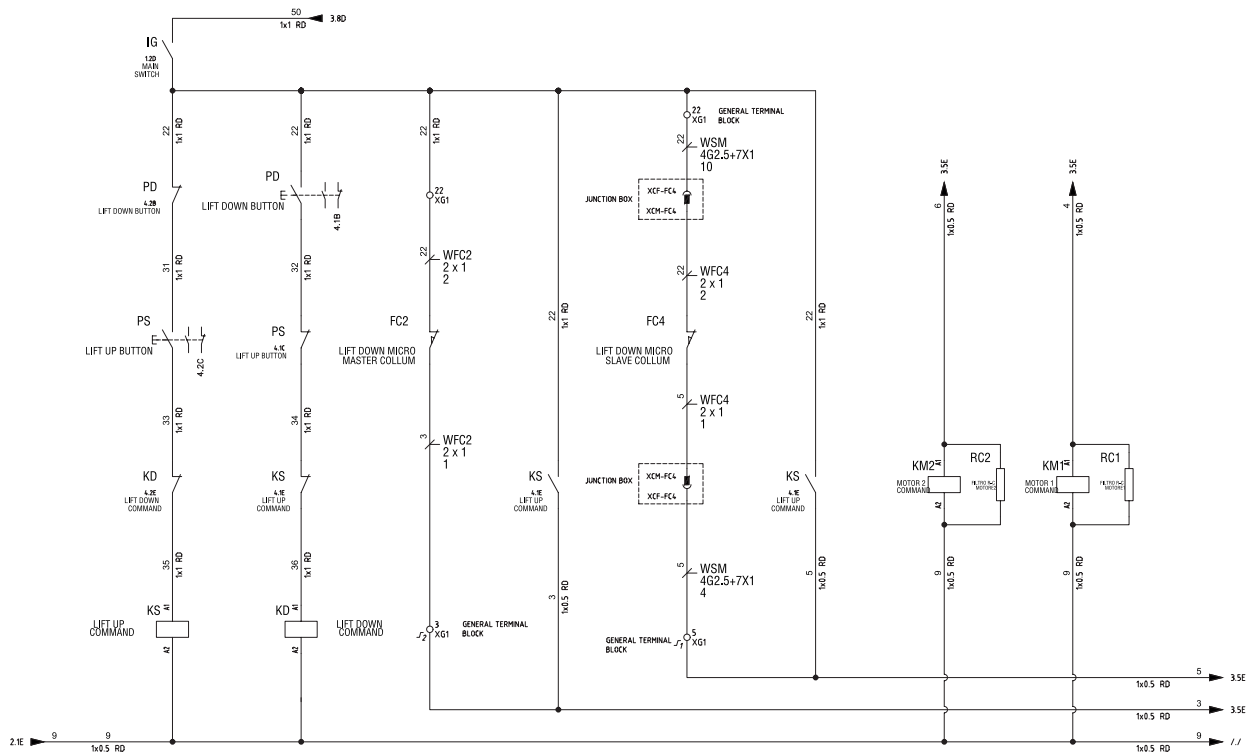 50
1x1 RD
3.8D
IG
1.2D
MAIN
SWITCH
22
1x1 RD
22
1x1 RD
22
1x1 RD
22
XG1
GENERAL TERMINAL
BLOCK
22
WSM
4G2.5+7X1
10
PD
4.2B
LIFT DOWN BUTTON
PD
LIFT DOWN BUTTON
4.1B
22
XG1
JUNCTION BOX
XCF-FC4
XCM-FC4
3.5E
6
1x0.5 RD
3.5E
4
1x0.5 RD
31
1x1 RD
32
1x1 RD
22
WFC2
2 x 1
2
22
WFC4
2 x 1
2
PS
LIFT UP BUTTON
4.2C
PS
4.1C
LIFT UP BUTTON
FC2
LIFT DOWN MICRO
MASTER COLLUM
22
1x1 RD
FC4
LIFT DOWN MICRO
SLAVE COLLUM
22
1x1 RD
33
1x1 RD
34
1x1 RD
3
WFC2
2 x 1
1
5
WFC4
2 x 1
1
KD
4.2E
LIFT DOWN
COMMAND
KS
4.1E
LIFT UP
COMMAND
KS
4.1E
LIFT UP
COMMAND
JUNCTION BOX
XCM-FC4
XCF-FC4
KS
4.1E
LIFT UP
COMMAND
KM2
A1
MOTOR 2
COMMAND
A2
RC2
FILTRO R-C
MOTORE2
KM1
A1
MOTOR 1
COMMAND
A2
RC1
FILTRO R-C
MOTORE1
35
1x1 RD
36
1x1 RD
3
1x0.5 RD
5
WSM
4G2.5+7X1
4
5
1x0.5 RD
9
1x0.5 RD
9
1x0.5 RD
KS
A1
LIFT UP
COMMAND
A2
KD
A1
LIFT DOWN
COMMAND
A2
2
3
XG1
GENERAL TERMINAL
BLOCK
GENERAL TERMINAL
BLOCK
1
5
XG1
5
1x0.5 RD
3.5E
3
1x0.5 RD
3.5E
2.1E
9
9
1x0.5 RD
9
1x0.5 RD
/./